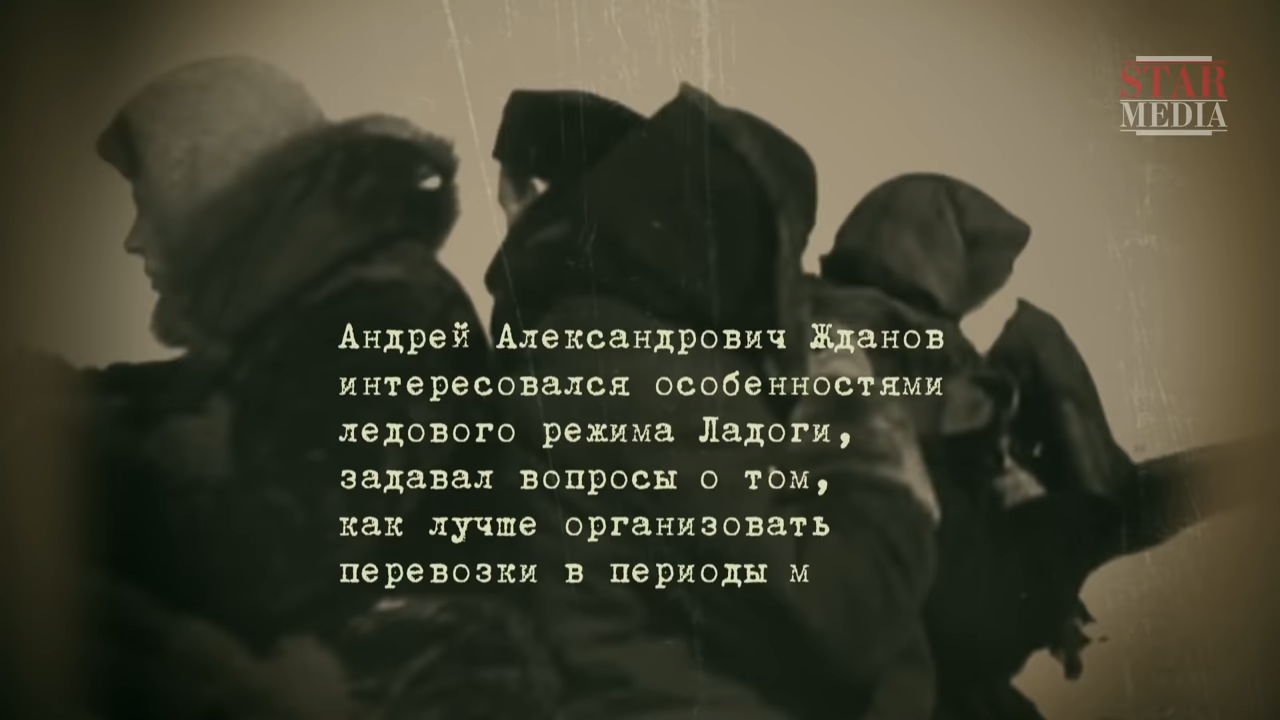 STAR
MEDIA
Андрей Александрович Жданов
интересовался особенностями
ледового режима Ладоги,
задавал вопросы о том,
как лучше организовать
перевозки в периоды м